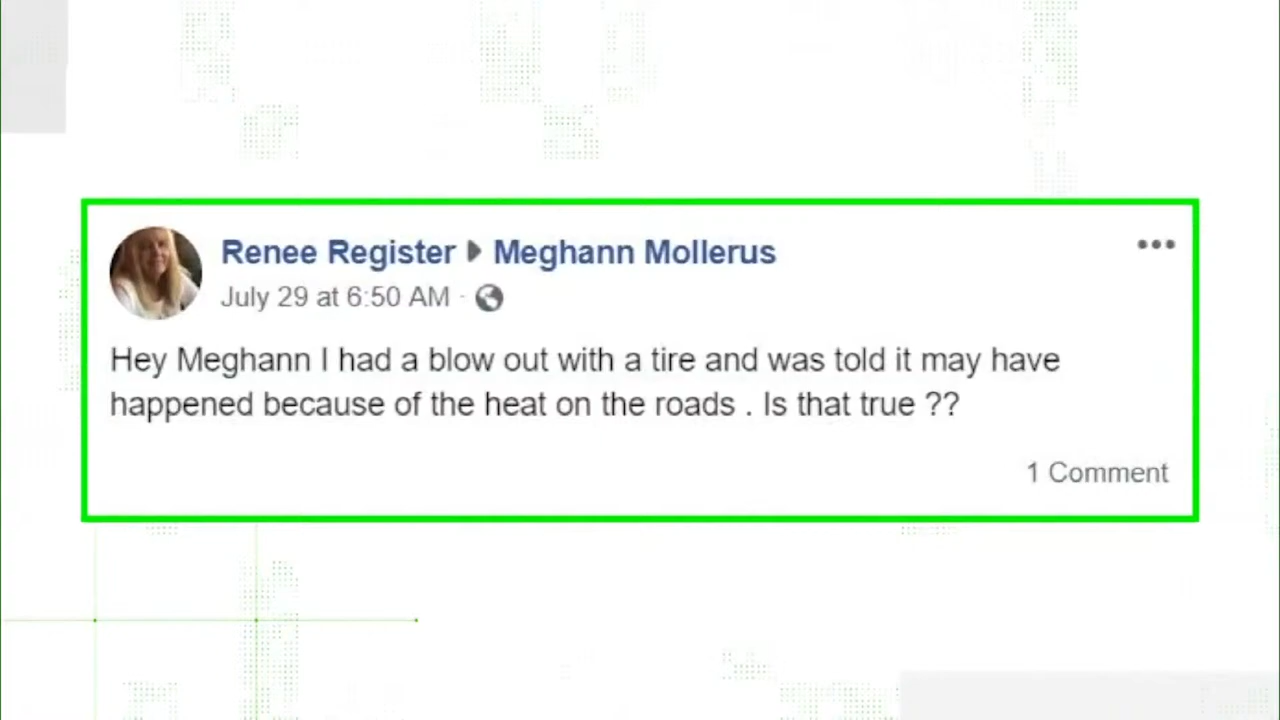 Renee Register ▶ Meghann Mollerus
July 29 at 6:50 AM ·
Hey Meghann I had a blow out with a tire and was told it may have
happened because of the heat on the roads . Is that true ??
1 Comment